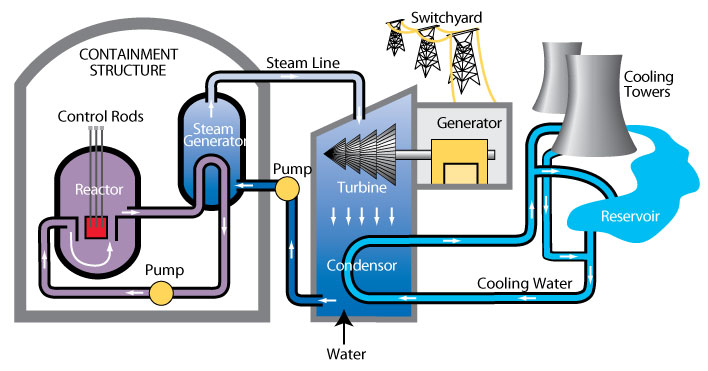 Switchyard
CONTAINMENT
STRUCTURE
Steam Line
Cooling
Towers
Control Rods
Steam
Generator
Generator
Pump
Reactor
Turbine
Reservoir
Condensor
Pump
Cooling Water
Water